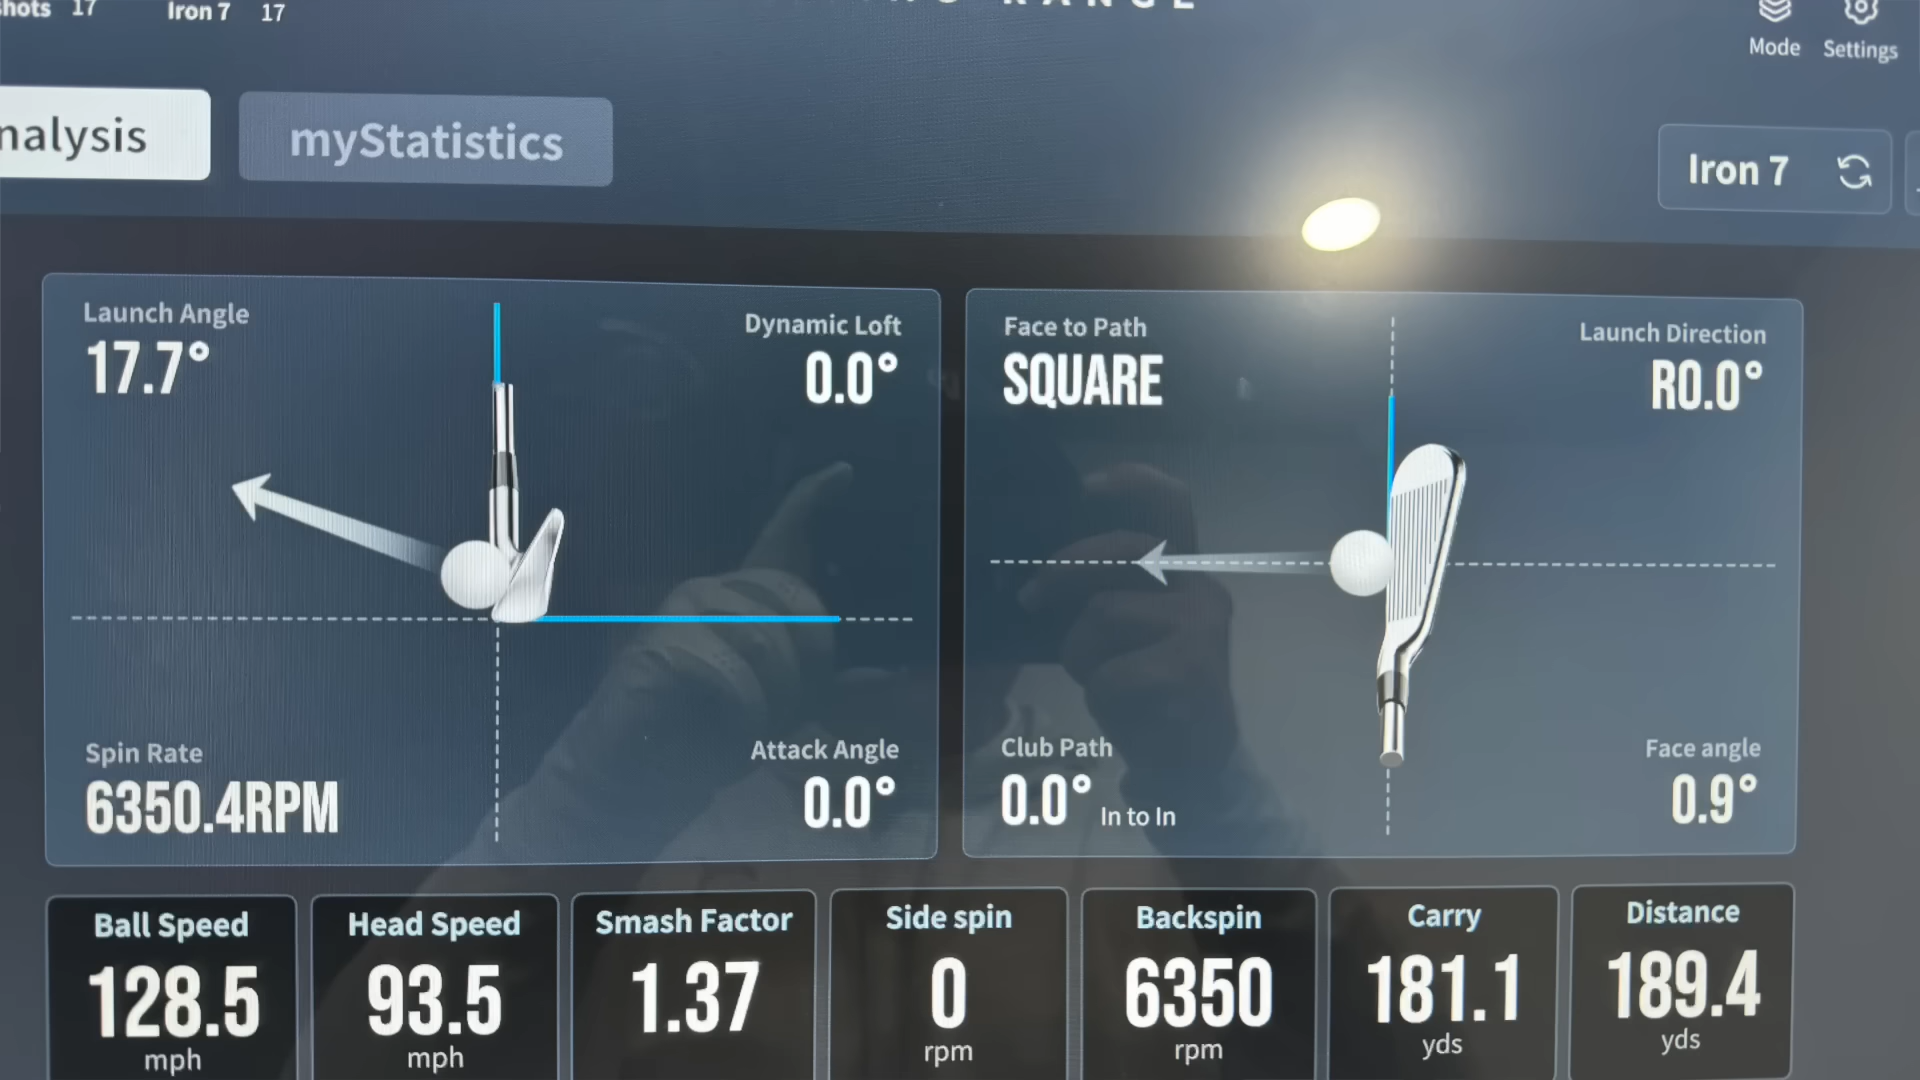 shots 17 Iron 7 17
RANGE
Mode Settings
nalysis myStatistics
Iron 7
Launch Angle
17.7°
Dynamic Loft
0.0°
Spin Rate
6350.4RPM
Attack Angle
0.0°
Face to Path
SQUARE
Launch Direction
R0.0°
Club Path
0.0° In to In
Face angle
0.9°
Ball Speed
128.5
mph
Head Speed
93.5
mph
Smash Factor
1.37
Side spin
0
rpm
Backspin
6350
rpm
Carry
181.1
yds
Distance
189.4
yds